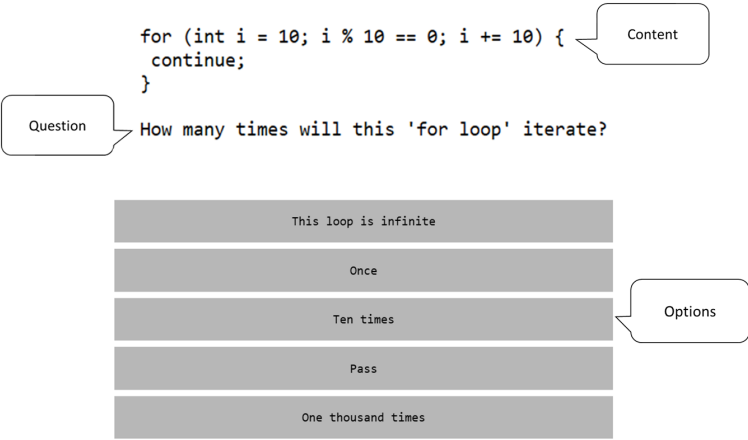 for (int i = 10; i % 10 == 0; i += 10) {
continue;
}
Content
Question
How many times will this 'for loop' iterate?
This loop is infinite
Once
Ten times
Options
Pass
One thousand times